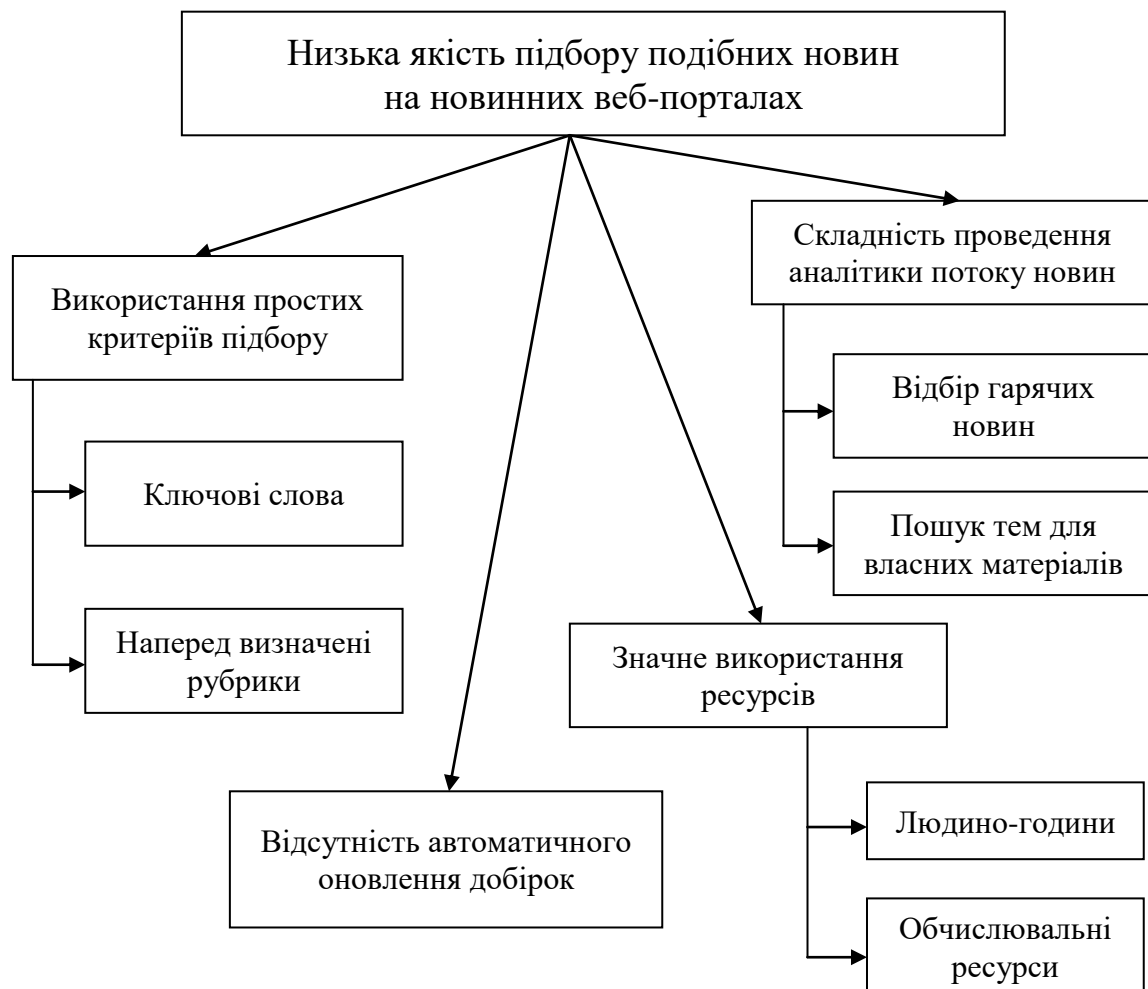 Низька якість підбору подібних новин
на новинних веб-порталах
Використання простих
критеріїв підбору
Ключові слова
Наперед визначені
рубрики
Відсутність автоматичного
оновлення добірок
Значне використання
ресурсів
Людино-години
Обчислювальні
ресурси
Складність проведення
аналітики потоку новин
Відбір гарячих
новин
Пошук тем для
власних матеріалів